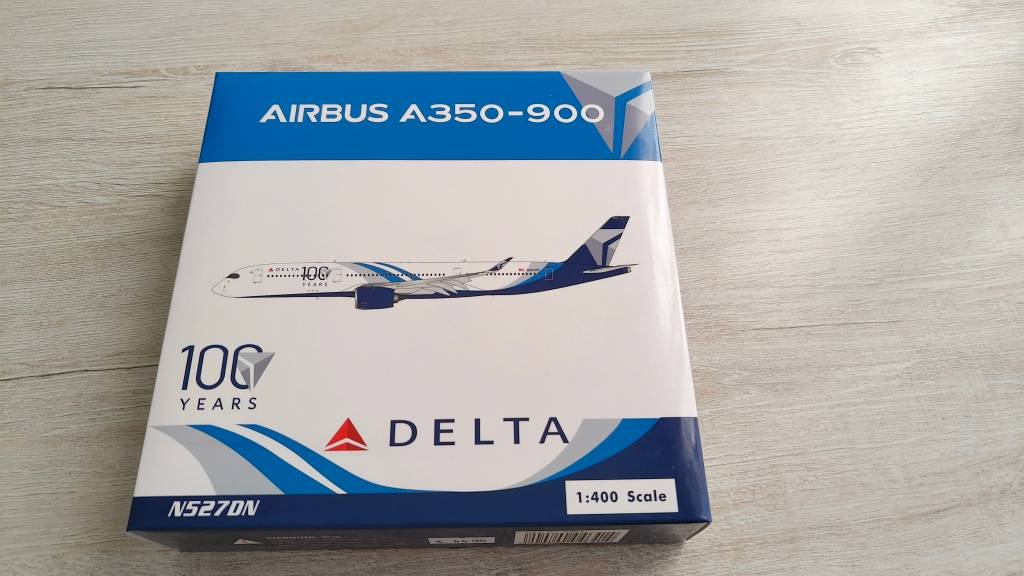 AIRBUS A350-900
DELTA
100
YEARS
100
YEARS
DELTA
N527DN
1:400 Scale